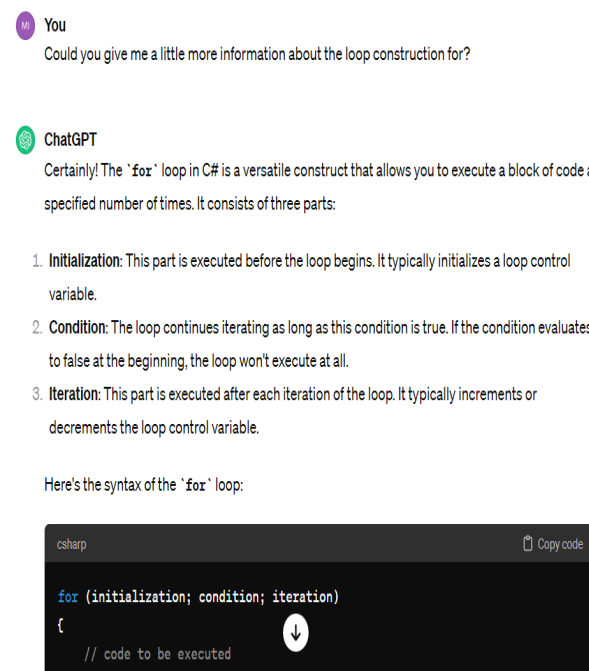 MI
You
Could you give me a little more information about the loop construction for?
ChatGPT
Certainly! The `for` loop in C# is a versatile construct that allows you to execute a block of code a
specified number of times. It consists of three parts:
1. Initialization: This part is executed before the loop begins. It typically initializes a loop control
variable.
2. Condition: The loop continues iterating as long as this condition is true. If the condition evaluates
to false at the beginning, the loop won't execute at all.
3. Iteration: This part is executed after each iteration of the loop. It typically increments or
decrements the loop control variable.
Here's the syntax of the `for` loop:
csharp Copy code
for (initialization; condition; iteration)
{
// code to be executed